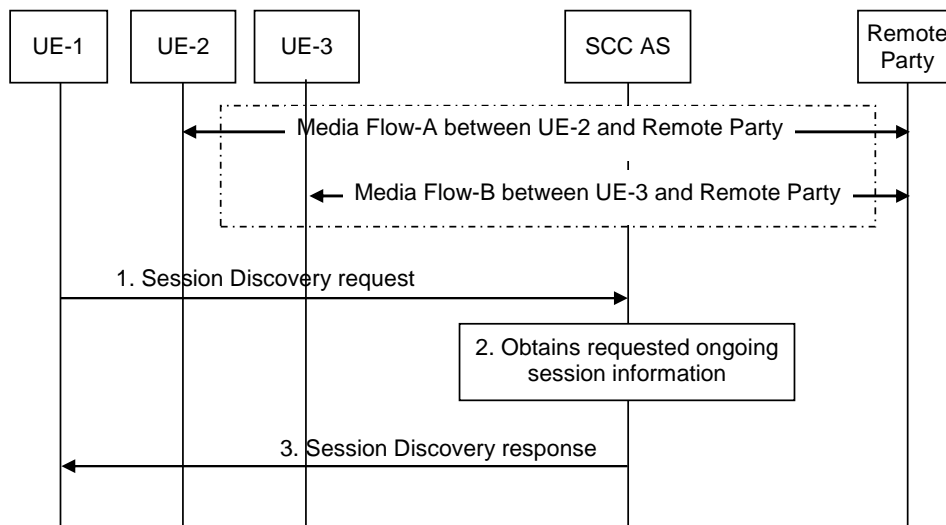 UE-1
UE-2
UE-3
SCC AS
Remote
Party
Media Flow-A between UE-2 and Remote Party
Media Flow-B between UE-3 and Remote Party
1. Session Discovery request
2. Obtains requested ongoing
session information
3. Session Discovery response